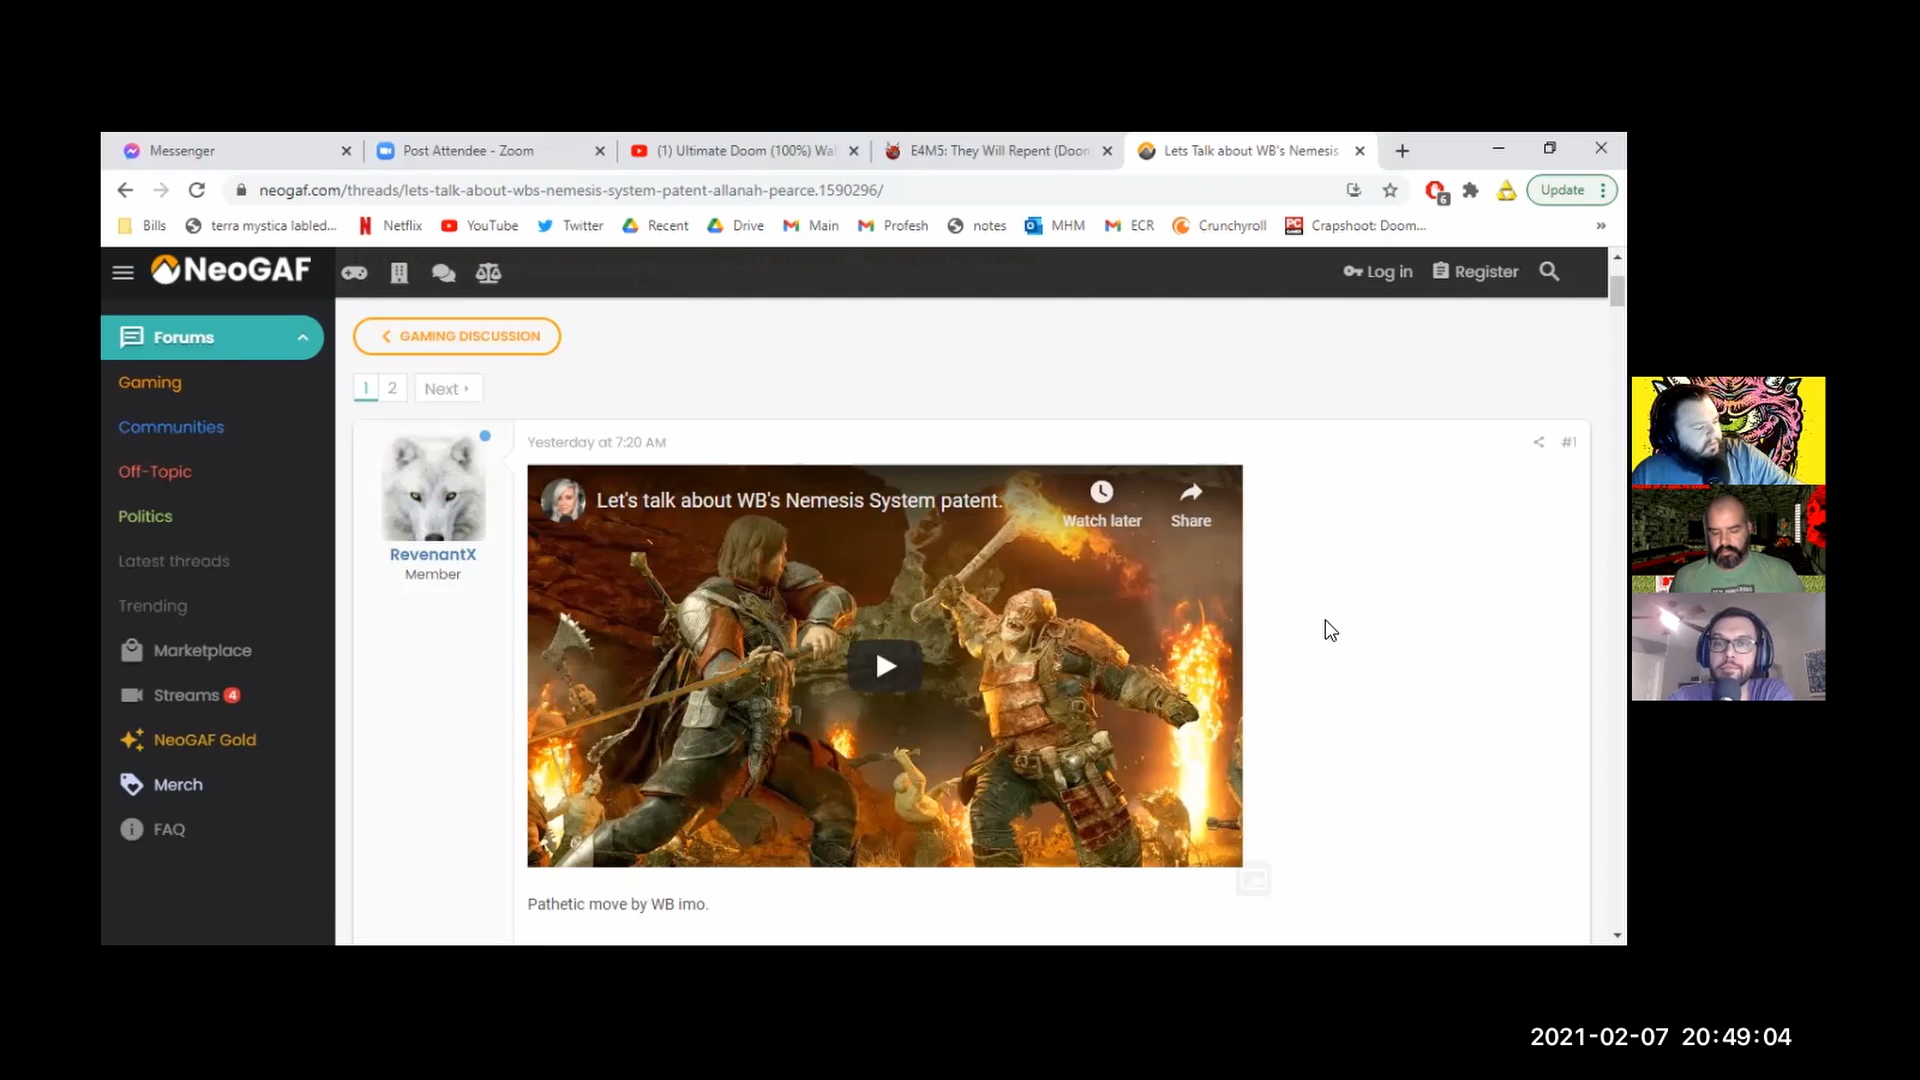 Messenger
Post Attendee - Zoom
(1) Ultimate Doom (100%) Wal
E4M5: They Will Repent (Doom
Lets Talk about WB's Nemesis
neogaf.com/threads/lets-talk-about-wbs-nemesis-system-patent-allanah-pearce.1590296/
6
Update
Bills
terra mystica labled...
Netflix
YouTube
Twitter
Recent
Drive
Main
Profesh
notes
MHM
ECR
Crunchyroll
PC
Crapshoot: Doom...
»
NeoGAF
Log in
Register
Forums
Gaming
Communities
Off-Topic
Politics
Latest threads
Trending
Marketplace
Streams 4
NeoGAF Gold
Merch
FAQ
GAMING DISCUSSION
1 2 Next
RevenantX
Member
Yesterday at 7:20 AM
#1
Let's talk about WB's Nemesis System patent.
Watch later
Share
Pathetic move by WB imo.
2021-02-07 20:49:04